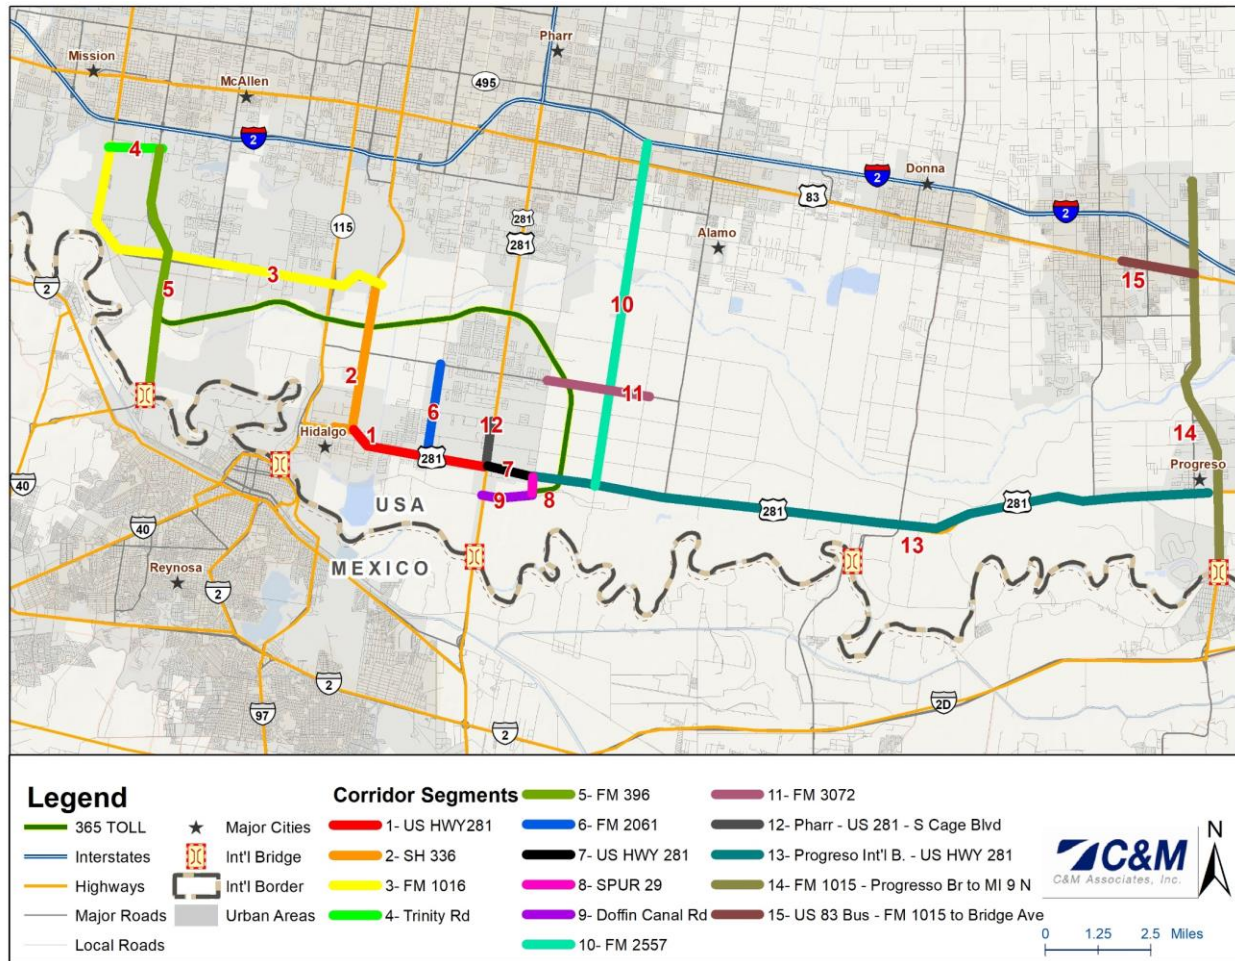 Pharr
Mission
McAllen
495
4
2
2
Donna
83
2
281
281
115
Alamo
3
5
2
10
15
2
6
11
12
Hidalgo
1
281
7
14
Progreso
40
USA
9
8
281
281
13
40
MEXICO
Reynosa
2
2
97
2
2D
Legend
365 TOLL
Interstates
Highways
Major Roads
Local Roads
Major Cities
Int'l Bridge
Int'l Border
Urban Areas
Corridor Segments
1- US HWY281
2- SH 336
3- FM 1016
4- Trinity Rd
5- FM 396
6- FM 2061
7- US HWY 281
8- SPUR 29
9- Doffin Canal Rd
10- FM 2557
11- FM 3072
12- Pharr - US 281 - S Cage Blvd
13- Progreso Int'l B. - US HWY 281
14- FM 1015 - Progresso Br to MI 9 N
15- US 83 Bus - FM 1015 to Bridge Ave
C&M
C&M Associates, Inc.
N
0 1.25 2.5 Miles